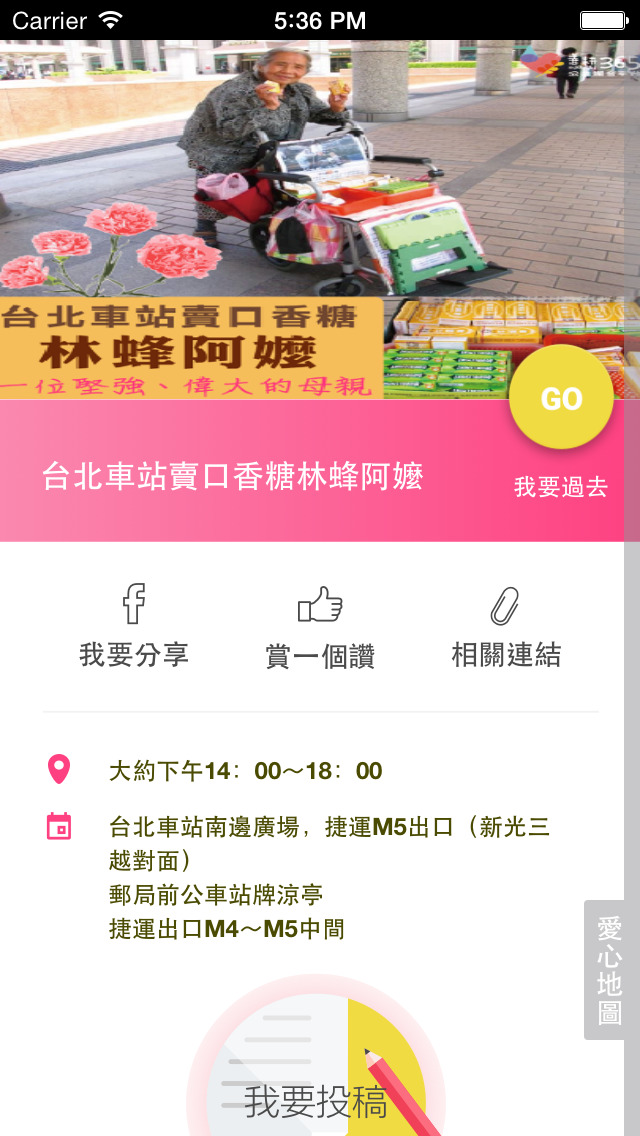 Carrier
5:36 PM
365
台北車站賣口香糖
林蜂阿嬤
一位堅強、偉大的母親
GO
台北車站賣口香糖林蜂阿嬤
我要過去
我要分享
賞一個讚
相關連結
大約下午14：00～18：00
台北車站南邊廣場，捷運M5出口（新光三
越對面）
郵局前公車站牌涼亭
捷運出口M4～M5中間
愛心地圖
我要投稿